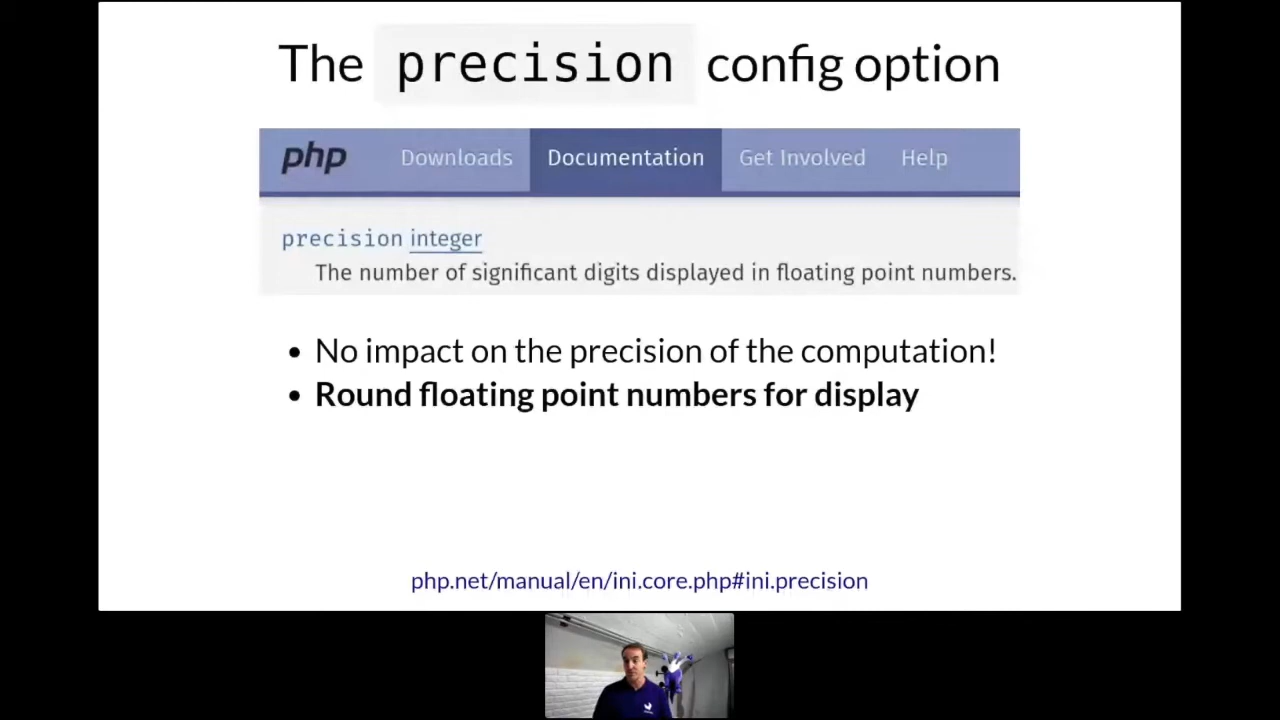 The precision config option
php Downloads Documentation Get Involved Help
precision integer
The number of significant digits displayed in floating point numbers.
• No impact on the precision of the computation!
• Round floating point numbers for display
php.net/manual/en/ini.core.php#ini.precision